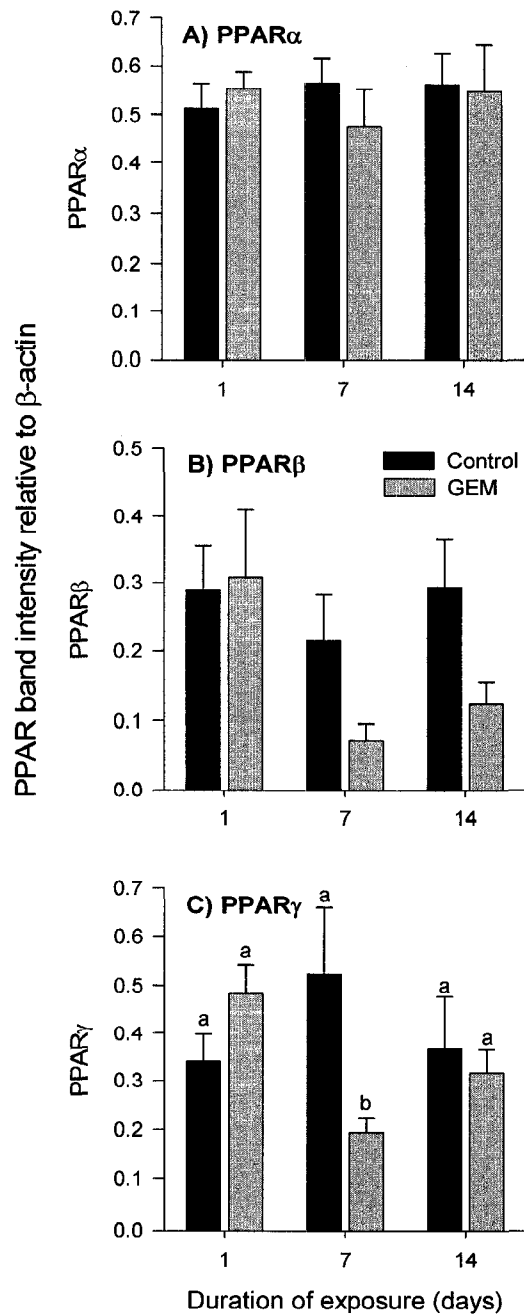 PPAR band intensity relative to β-actin
A) PPARα
PPARα
0.7
0.6
0.5
0.4
0.3
0.2
0.1
0.0
1 7 14
B) PPARβ
Control
GEM
PPARβ
0.5
0.4
0.3
0.2
0.1
0.0
1 7 14
C) PPARγ
PPARγ
0.7
0.6
0.5
0.4
0.3
0.2
0.1
0.0
a a a b a a
1 7 14
Duration of exposure (days)